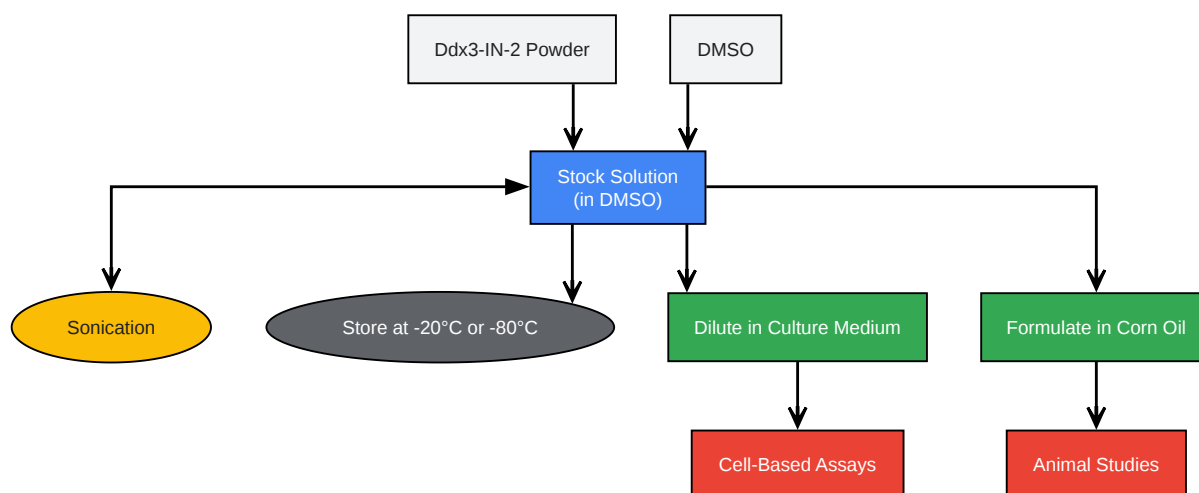 Ddx3-IN-2 Powder
DMSO
Stock Solution
(in DMSO)
Sonication
Store at -20°C or -80°C
Dilute in Culture Medium
Formulate in Corn Oil
Cell-Based Assays
Animal Studies